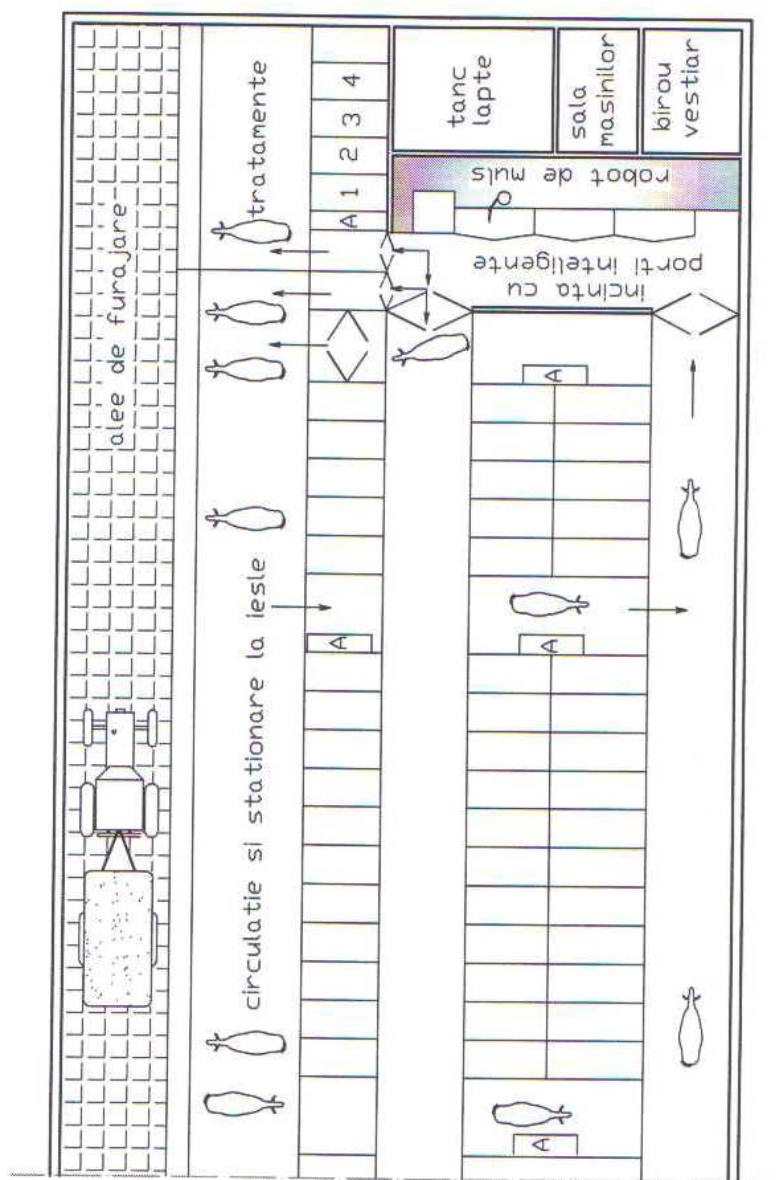 alee de furajare
tratamente
A 1 2 3 4
tanc
lapte
sala
masinilor
birou
vestiar
robot de muls
incinta cu
porti inteligente
A
circulatie si stationare la iesle
A
A
A